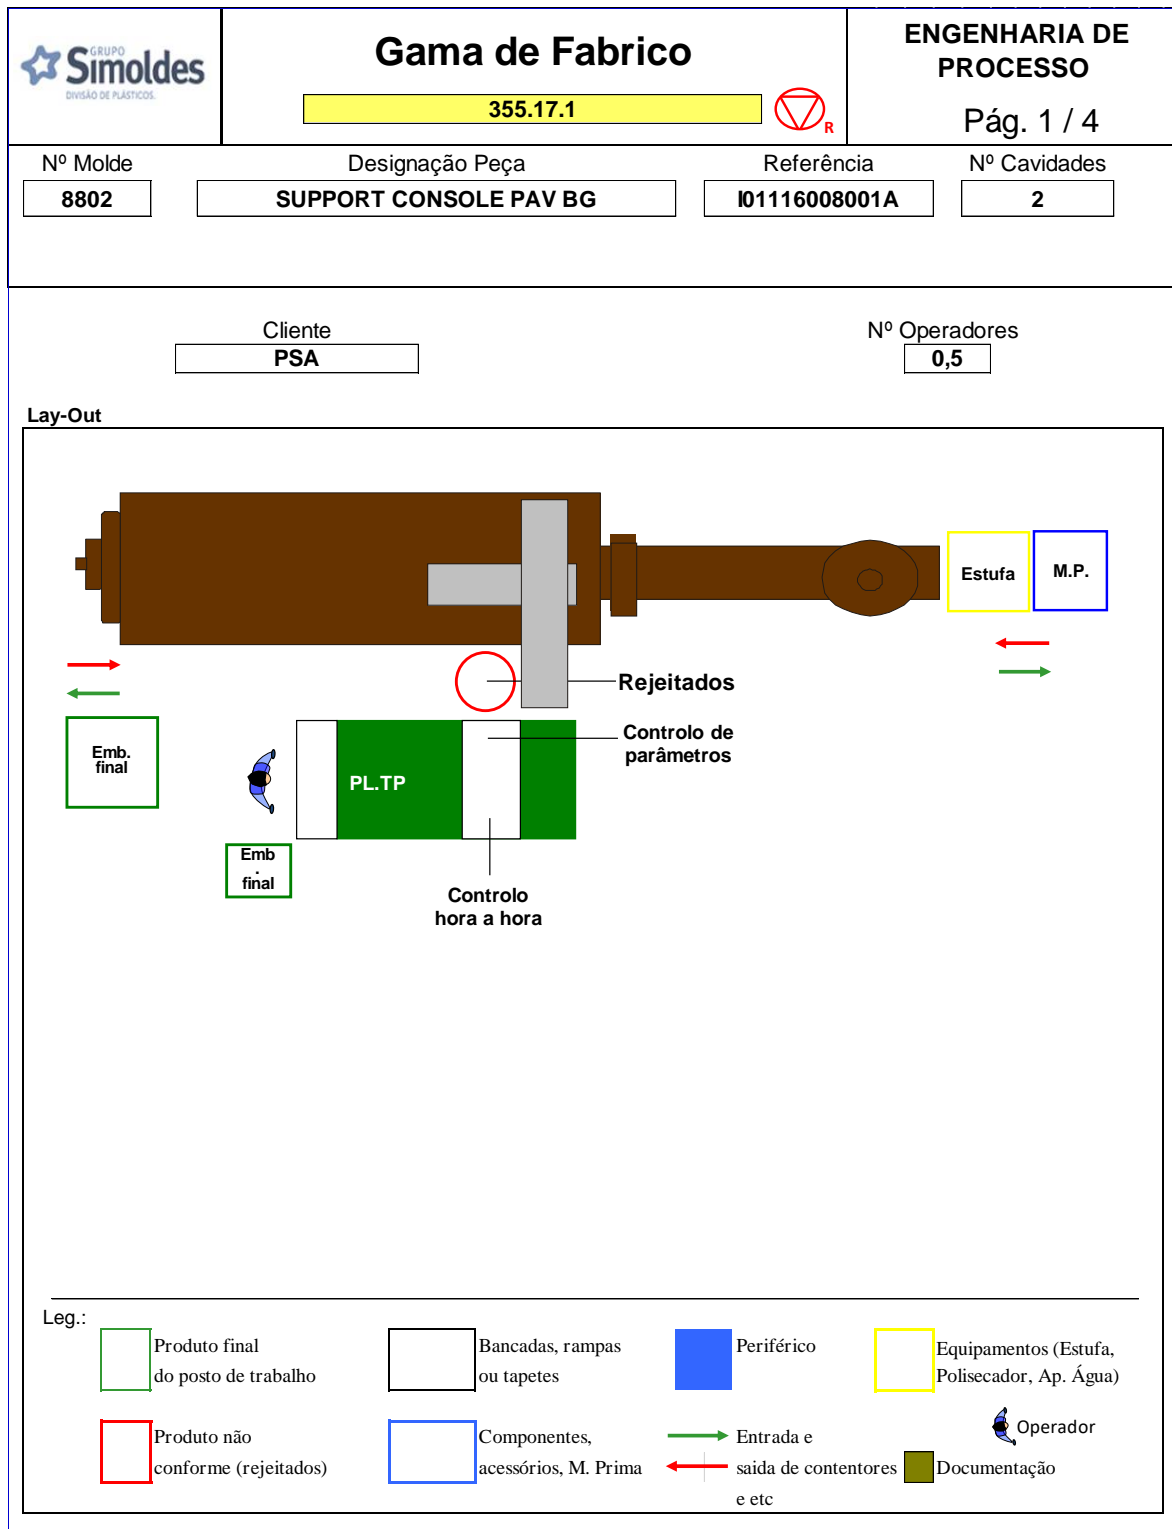 GRUPO
Simoldes
DIVISÃO DE PLÁSTICOS.
Gama de Fabrico
355.17.1
R
ENGENHARIA DE
PROCESSO
Pág. 1 / 4
Nº Molde
Designação Peça
Referência
Nº Cavidades
8802
SUPPORT CONSOLE PAV BG
I01116008001A
2
Cliente
Nº Operadores
PSA
0,5
Lay-Out
Estufa
M.P.
Rejeitados
Controlo de
parâmetros
Emb.
final
PL.TP
Emb
.
final
Controlo
hora a hora
Leg.:
Produto final
do posto de trabalho
Bancadas, rampas
ou tapetes
Periférico
Equipamentos (Estufa,
Polisecador, Ap. Água)
Produto não
conforme (rejeitados)
Componentes,
acessórios, M. Prima
Entrada e
saida de contentores
e etc
Operador
Documentação